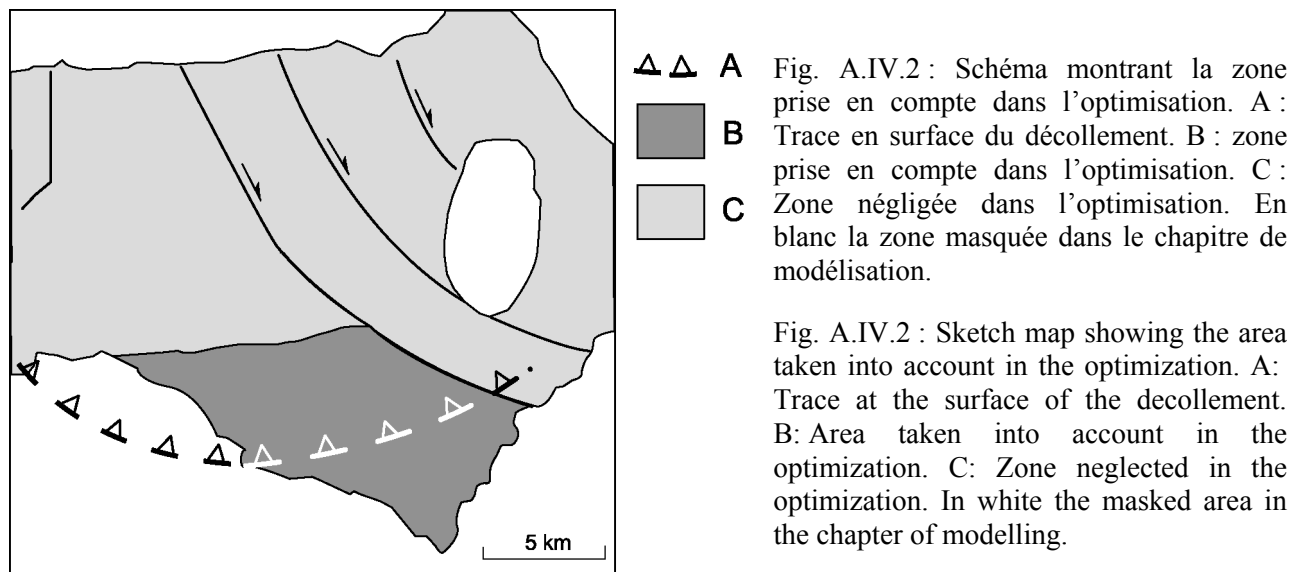 A
B
C
5 km
Fig. A.IV.2 : Schéma montrant la zone
prise en compte dans l’optimisation. A :
Trace en surface du décollement. B : zone
prise en compte dans l’optimisation. C :
Zone négligée dans l’optimisation. En
blanc la zone masquée dans le chapitre de
modélisation.
Fig. A.IV.2 : Sketch map showing the area
taken into account in the optimization. A:
Trace at the surface of the decollement.
B: Area taken into account in the
optimization. C: Zone neglected in the
optimization. In white the masked area in
the chapter of modelling.